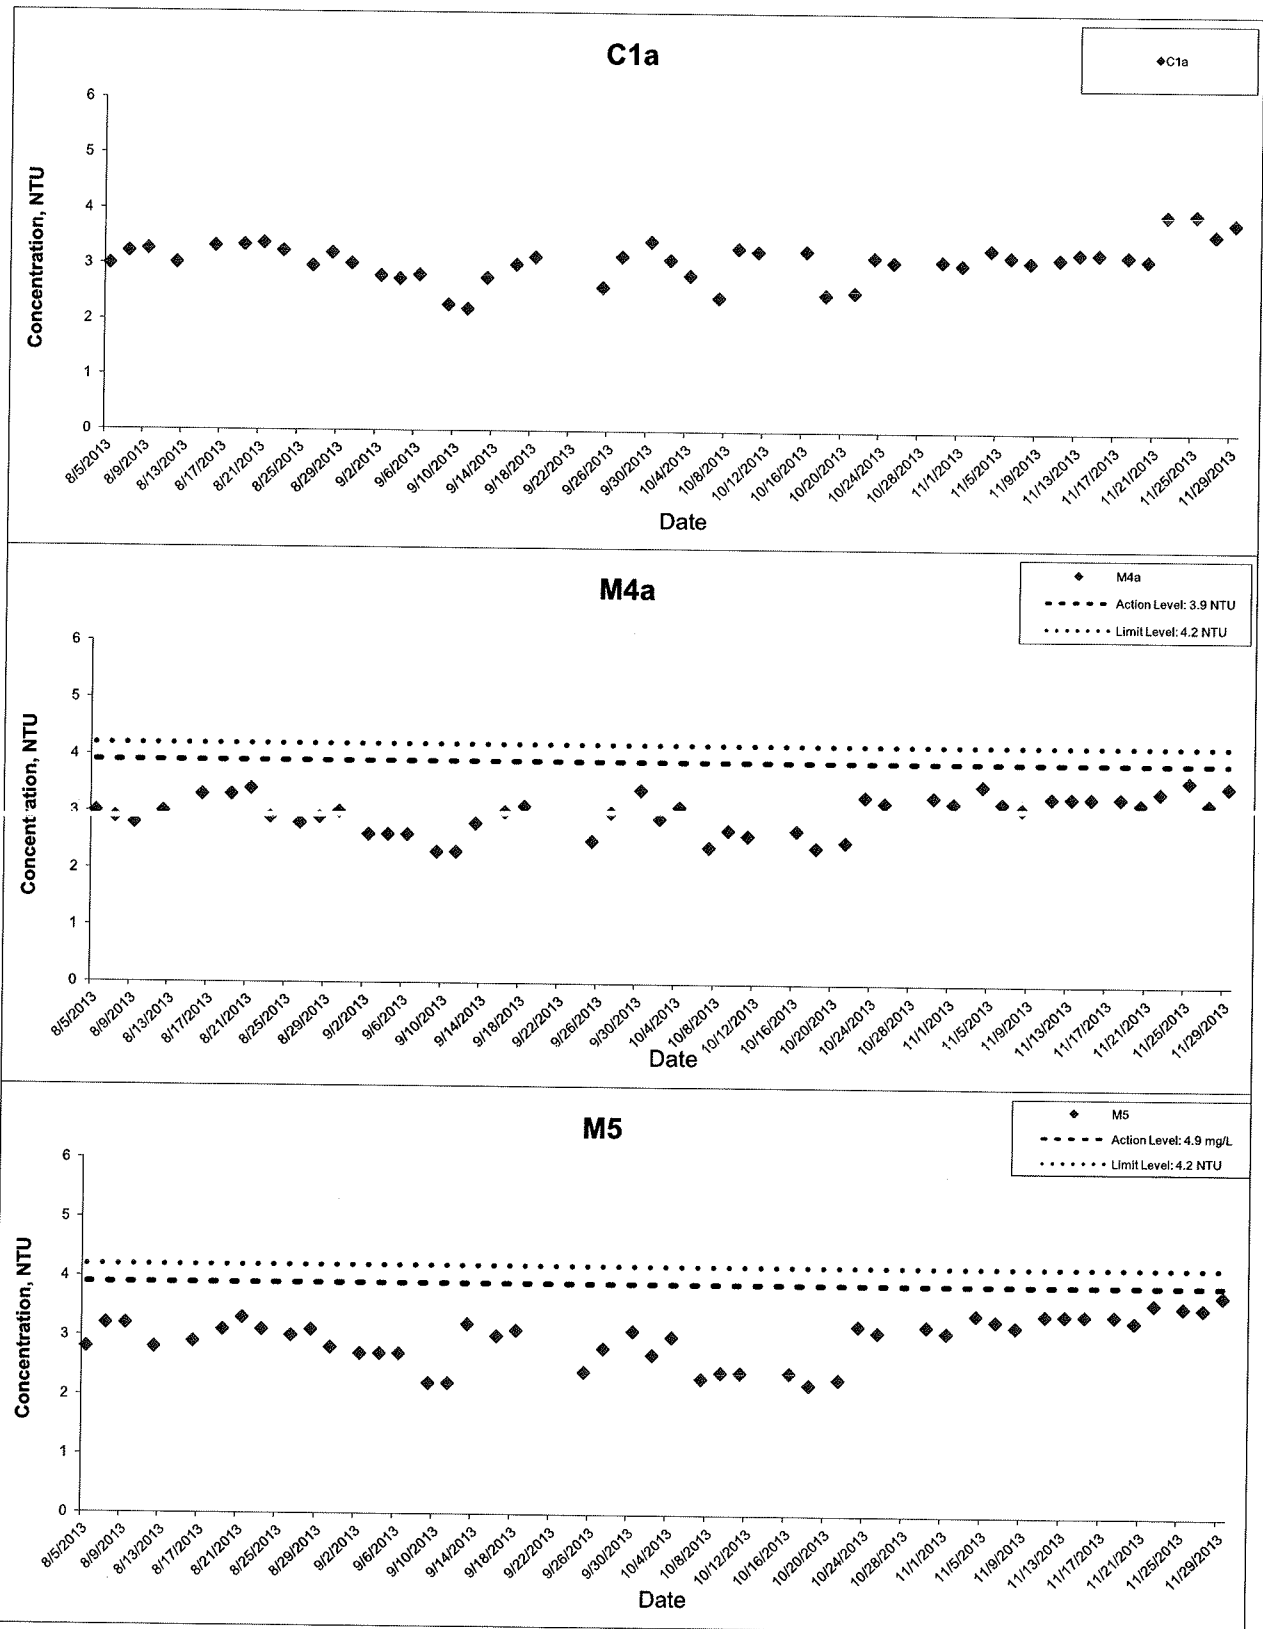 C1a
C1a
6
5
4
3
2
1
0
Concentration, NTU
8/5/2013 8/9/2013 8/13/2013 8/17/2013 8/21/2013 8/25/2013 8/29/2013 9/2/2013 9/6/2013 9/10/2013 9/14/2013 9/18/2013 9/22/2013 9/26/2013 9/30/2013 10/4/2013 10/8/2013 10/12/2013 10/16/2013 10/20/2013 10/24/2013 10/28/2013 11/1/2013 11/5/2013 11/9/2013 11/13/2013 11/17/2013 11/21/2013 11/25/2013 11/29/2013
Date
M4a
M4a
Action Level: 3.9 NTU
Limit Level: 4.2 NTU
6
5
4
3
2
1
0
Concentration, NTU
8/5/2013 8/9/2013 8/13/2013 8/17/2013 8/21/2013 8/25/2013 8/29/2013 9/2/2013 9/6/2013 9/10/2013 9/14/2013 9/18/2013 9/22/2013 9/26/2013 9/30/2013 10/4/2013 10/8/2013 10/12/2013 10/16/2013 10/20/2013 10/24/2013 10/28/2013 11/1/2013 11/5/2013 11/9/2013 11/13/2013 11/17/2013 11/21/2013 11/25/2013 11/29/2013
Date
M5
M5
Action Level: 4.9 mg/L
Limit Level: 4.2 NTU
6
5
4
3
2
1
0
Concentration, NTU
8/5/2013 8/9/2013 8/13/2013 8/17/2013 8/21/2013 8/25/2013 8/29/2013 9/2/2013 9/6/2013 9/10/2013 9/14/2013 9/18/2013 9/22/2013 9/26/2013 9/30/2013 10/4/2013 10/8/2013 10/12/2013 10/16/2013 10/20/2013 10/24/2013 10/28/2013 11/1/2013 11/5/2013 11/9/2013 11/13/2013 11/17/2013 11/21/2013 11/25/2013 11/29/2013
Date